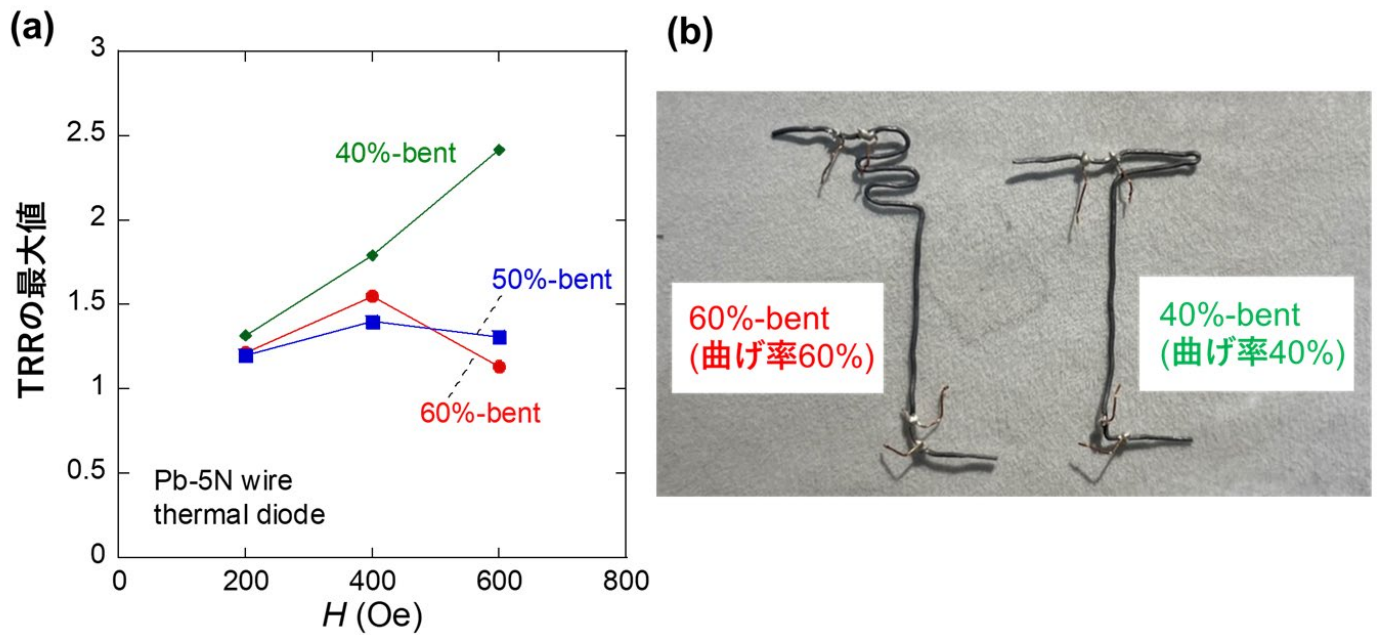 (a)
3
2.5
2
1.5
1
0.5
0
TRRの最大値
40%-bent
50%-bent
60%-bent
Pb-5N wire
thermal diode
0 200 400 600 800
H (Oe)
(b)
60%-bent
(曲げ率60%)
40%-bent
(曲げ率40%)